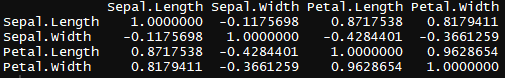 Sepal.Length Sepal.Width Petal.Length Petal.Width
Sepal.Length 1.0000000 -0.1175698 0.8717538 0.8179411
Sepal.Width -0.1175698 1.0000000 -0.4284401 -0.3661259
Petal.Length 0.8717538 -0.4284401 1.0000000 0.9628654
Petal.Width 0.8179411 -0.3661259 0.9628654 1.0000000